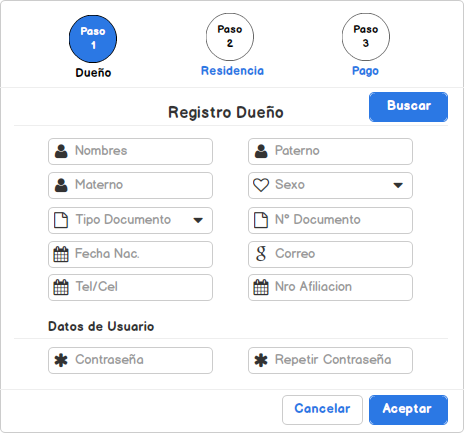 Paso
1
Dueño
Paso
2
Residencia
Paso
3
Pago
Registro Dueño
Buscar
Nombres
Paterno
Materno
Sexo
Tipo Documento
N° Documento
Fecha Nac.
Correo
Tel/Cel
Nro Afiliacion
Datos de Usuario
Contraseña
Repetir Contraseña
Cancelar
Aceptar